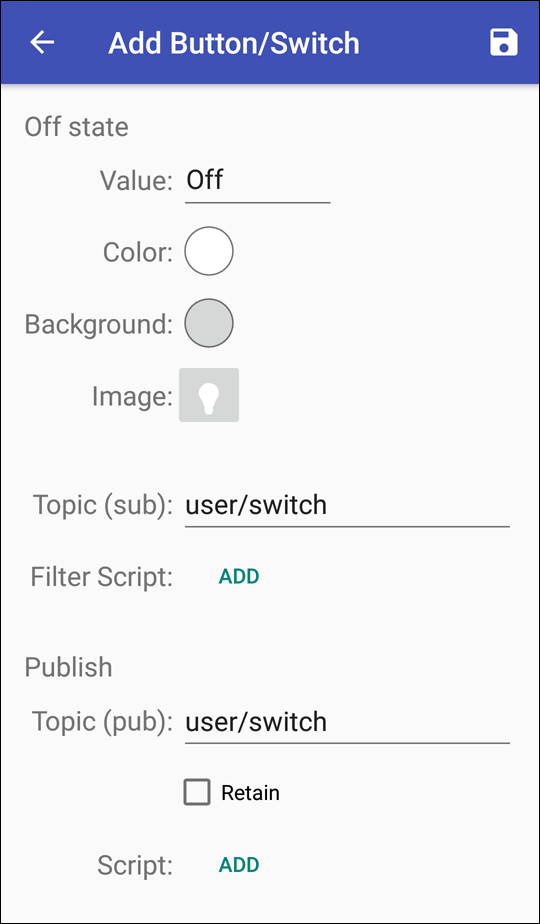 Add Button/Switch
Off state
Value: Off
Color:
Background:
Image:
Topic (sub): user/switch
Filter Script: ADD
Publish
Topic (pub): user/switch
Retain
Script: ADD